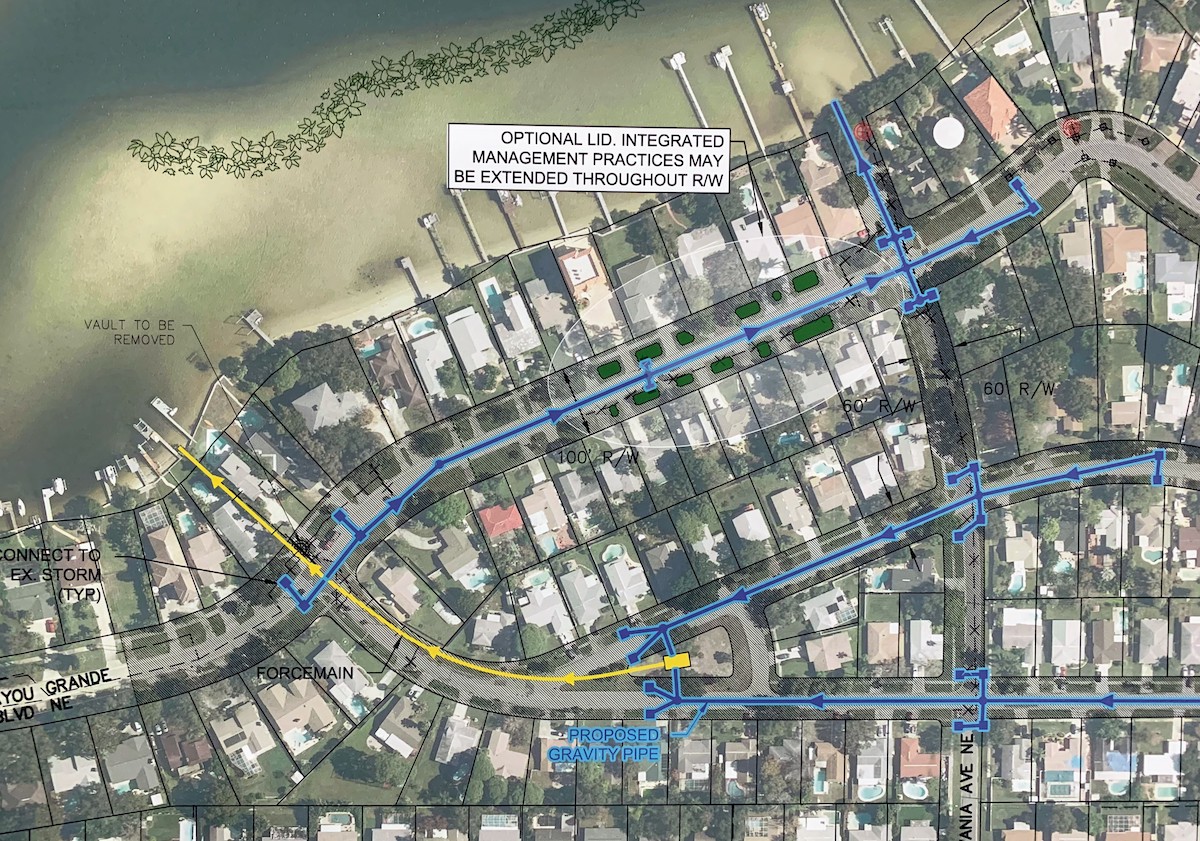 OPTIONAL LID. INTEGRATED
MANAGEMENT PRACTICES MAY
BE EXTENDED THROUGHOUT R/W
VAULT TO BE
REMOVED
60' R/W
60' R/W
100' R/W
CONNECT TO
EX. STORM
(TYP)
FORCEMAIN
AYOU GRANDE
BLVD NE
PROPOSED
GRAVITY PIPE
VANIA AVE NE